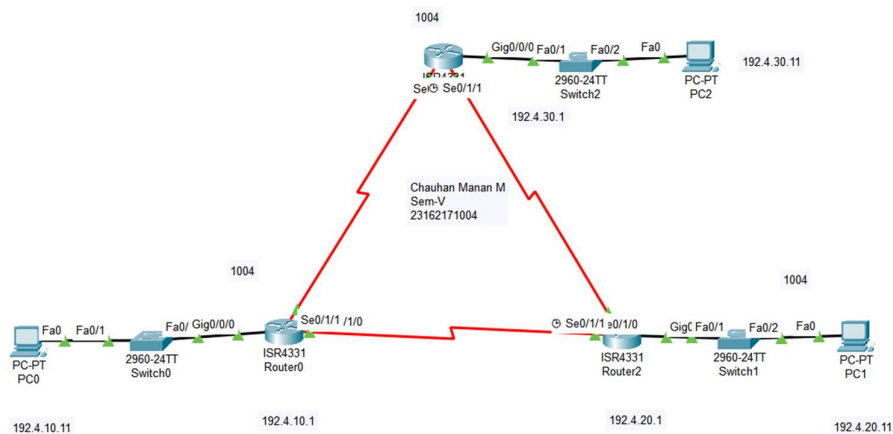 1004
Gig0/0/0
Fa0/1
Fa0/2
Fa0
ISR4331
2960-24TT
Switch2
PC-PT
PC2
192.4.30.11
Se0/1/1
192.4.30.1
Chauhan Manan M
Sem-V
23162171004
1004
1004
Fa0
Fa0/1
Fa0/
Gig0/0/0
Se0/1/1
/1/0
Se0/1/1
Fa0/1
Fa0/2
Fa0
PC-PT
PC0
2960-24TT
Switch0
ISR4331
Router0
ISR4331
Router2
2960-24TT
Switch1
PC-PT
PC1
192.4.10.11
192.4.10.1
192.4.20.1
192.4.20.11